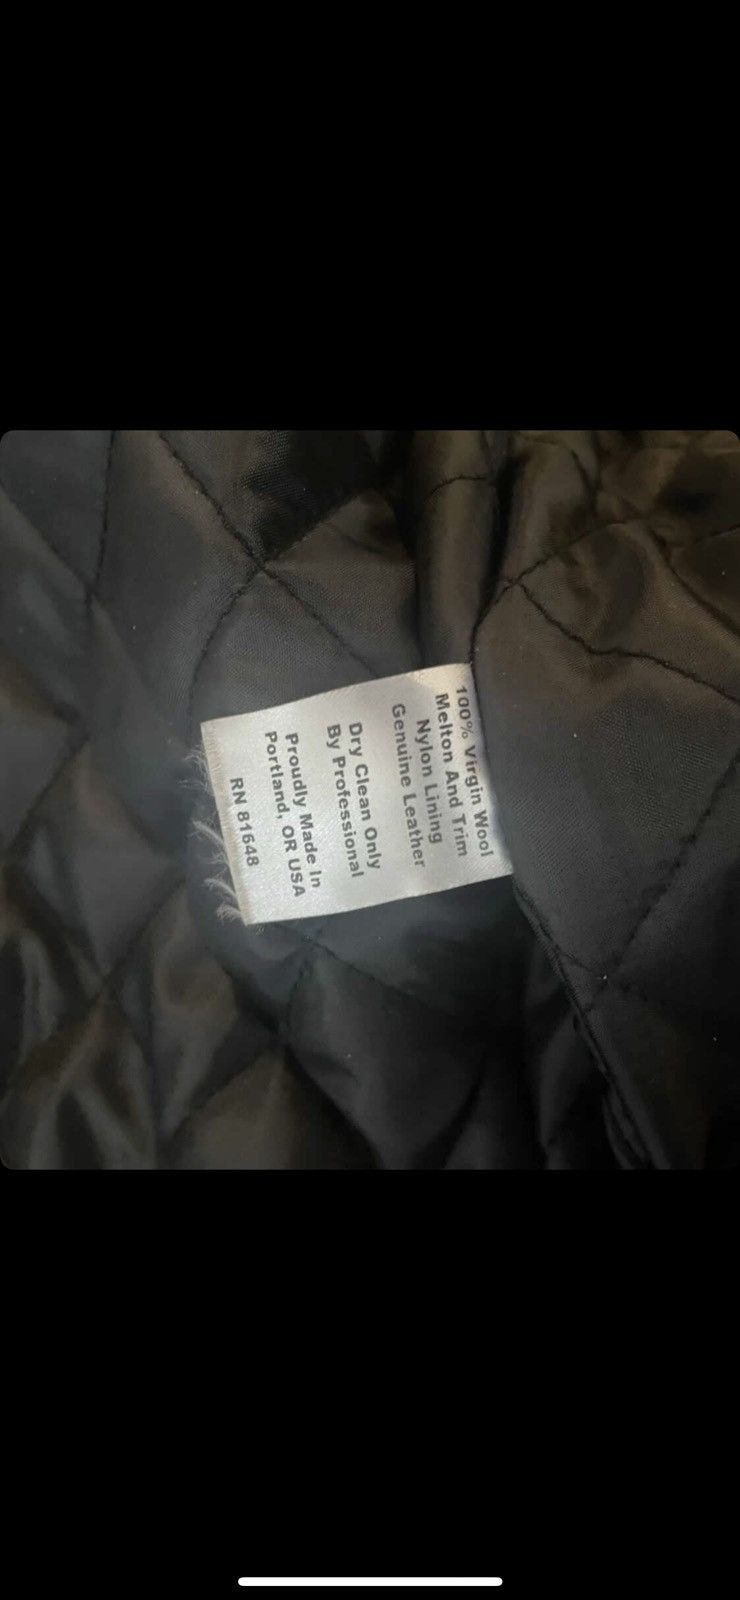 100% Virgin Wool
Melton And Trim
Nylon Lining
Genuine Leather
Dry Clean Only
By Professional
Proudly Made In
Portland, OR USA
RN 81648